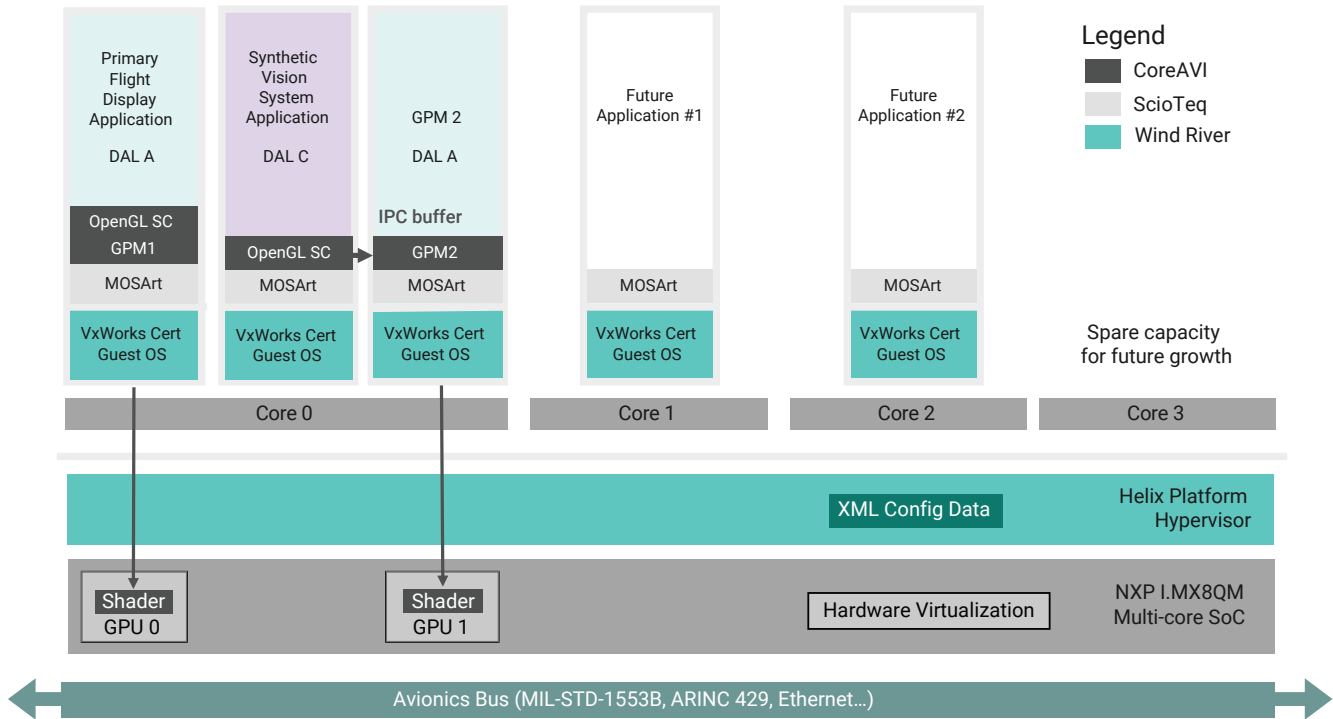 Primary
Flight
Display
Application
DAL A
OpenGL SC
GPM1
MOSArt
VxWorks Cert
Guest OS
Synthetic
Vision
System
Application
DAL C
OpenGL SC
MOSArt
VxWorks Cert
Guest OS
GPM 2
DAL A
IPC buffer
GPM2
MOSArt
VxWorks Cert
Guest OS
Future
Application #1
MOSArt
VxWorks Cert
Guest OS
Future
Application #2
MOSArt
VxWorks Cert
Guest OS
Legend
CoreAVI
ScioTeq
Wind River
Spare capacity
for future growth
Core 0
Core 1
Core 2
Core 3
XML Config Data
Helix Platform
Hypervisor
Shader
GPU 0
Shader
GPU 1
Hardware Virtualization
NXP I.MX8QM
Multi-core SoC
Avionics Bus (MIL-STD-1553B, ARINC 429, Ethernet...)